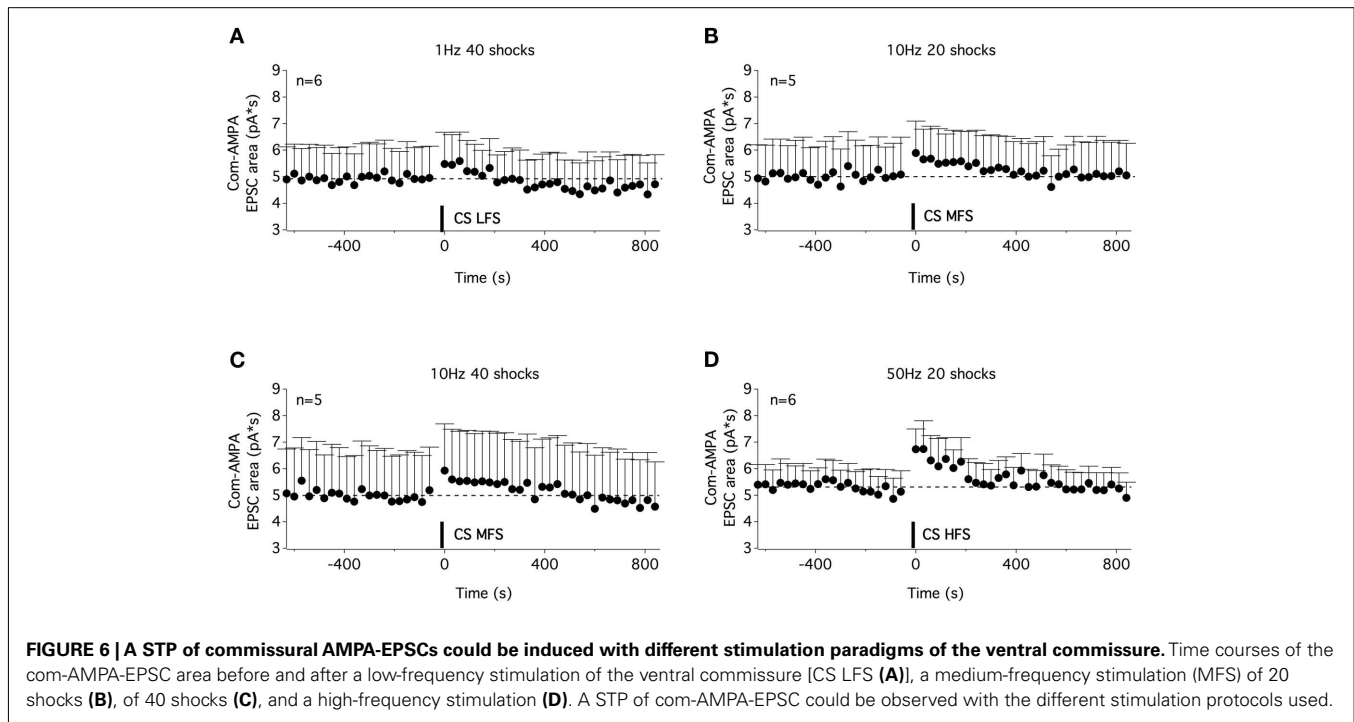 A
1Hz 40 shocks
n=6
9
8
7
6
5
4
3
Com-AMPA
EPSC area (pA*s)
CS LFS
-400
0
400
800
Time (s)
B
10Hz 20 shocks
n=5
9
8
7
6
5
4
3
Com-AMPA
EPSC area (pA*s)
CS MFS
-400
0
400
800
Time (s)
C
10Hz 40 shocks
n=5
9
8
7
6
5
4
3
Com-AMPA
EPSC area (pA*s)
CS MFS
-400
0
400
800
Time (s)
D
50Hz 20 shocks
n=6
9
8
7
6
5
4
3
Com-AMPA
EPSC area (pA*s)
CS HFS
-400
0
400
800
Time (s)
FIGURE 6 | A STP of commissural AMPA-EPSCs could be induced with different stimulation paradigms of the ventral commissure. Time courses of the
com-AMPA-EPSC area before and after a low-frequency stimulation of the ventral commissure [CS LFS (A)], a medium-frequency stimulation (MFS) of 20
shocks (B), of 40 shocks (C), and a high-frequency stimulation (D). A STP of com-AMPA-EPSC could be observed with the different stimulation protocols used.